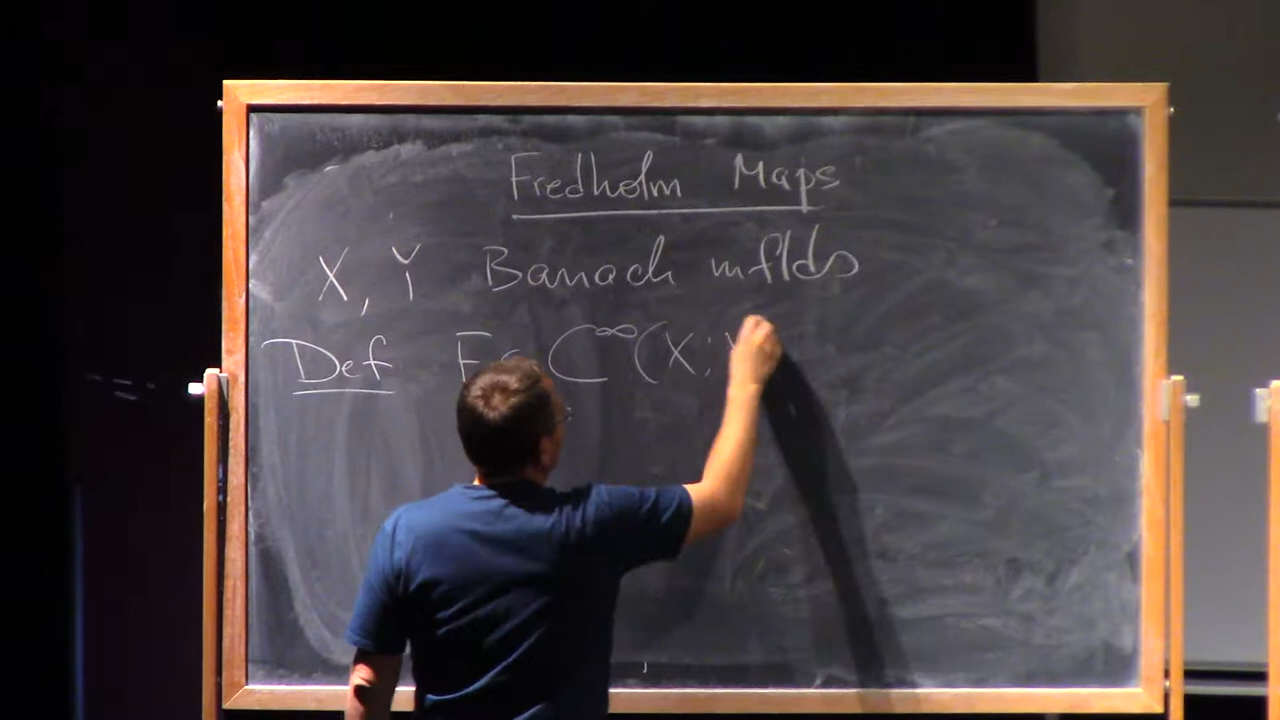 Fredholm Maps
X, Y Banach mflds
Def F ∈ C^∞(X;